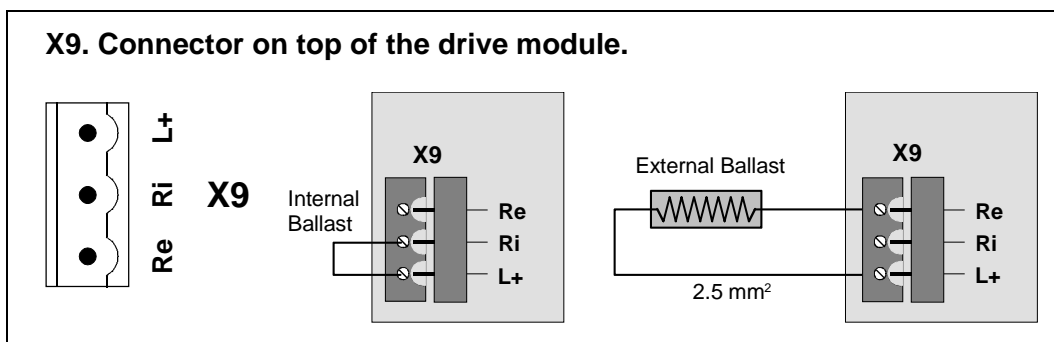 X9. Connector on top of the drive module.
L+
Ri
Re
X9
Internal
Ballast
X9
Re
Ri
L+
External Ballast
2.5 mm²
X9
Re
Ri
L+